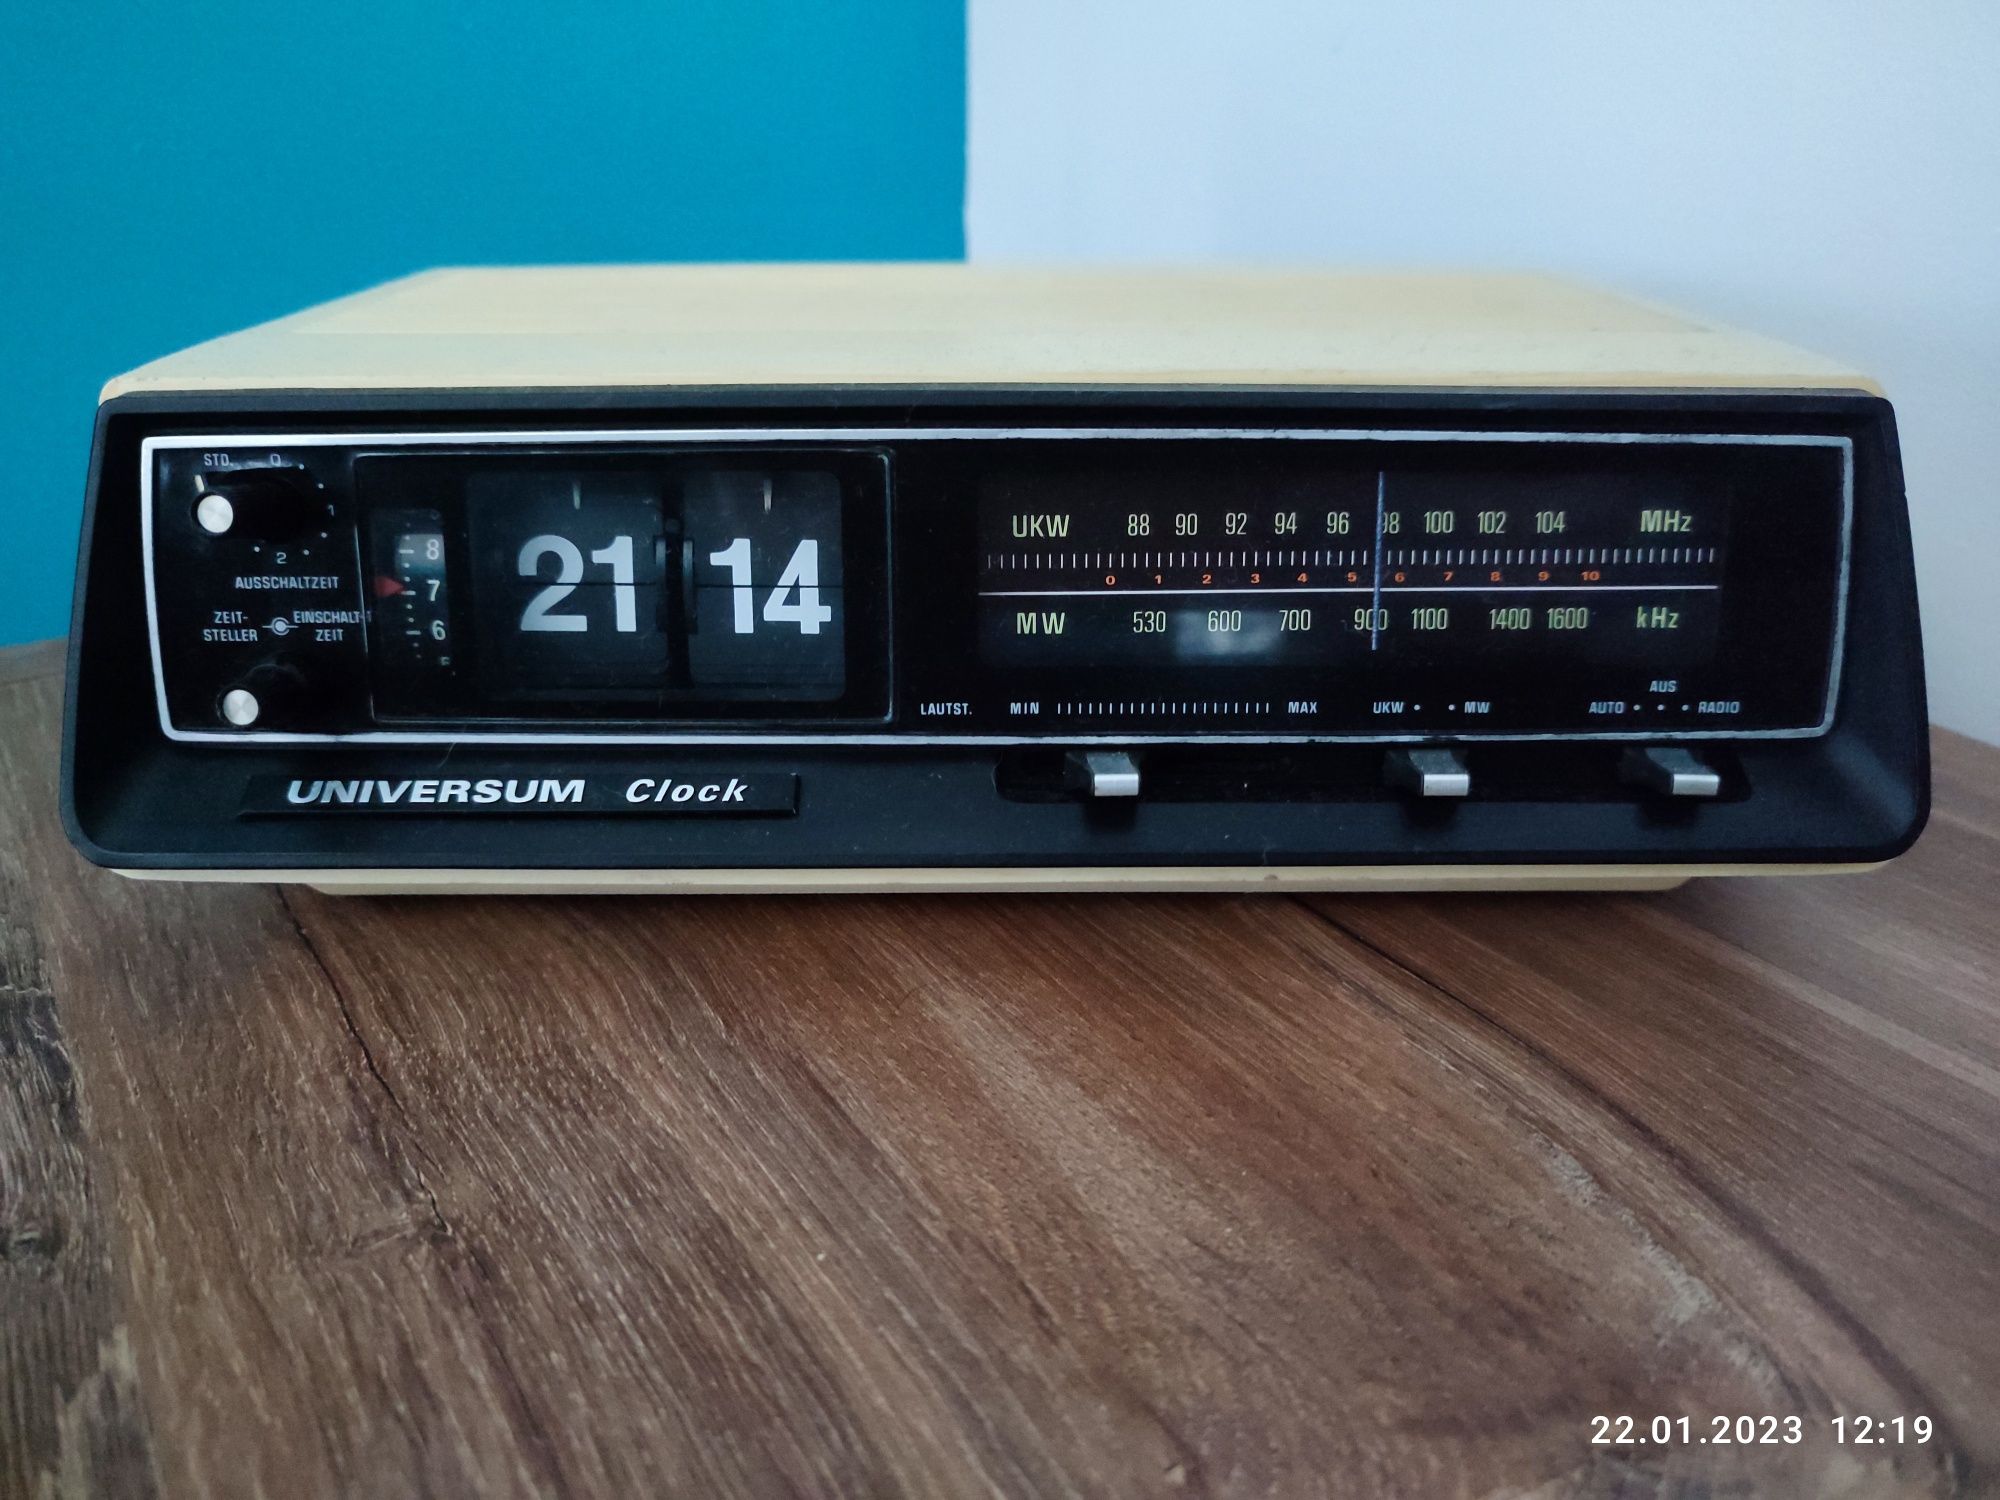 STD. 0
1
2
AUSSCHALTZEIT
ZEIT-
STELLER
EINSCHALT-
ZEIT
8
7
6
21 14
UKW 88 90 92 94 96 98 100 102 104 MHz
0 1 2 3 4 5 6 7 8 9 10
MW 530 600 700 900 1100 1400 1600 kHz
LAUTST. MIN MAX
UKW • • MW
AUS
AUTO • • • RADIO
UNIVERSUM Clock
22.01.2023 12:19